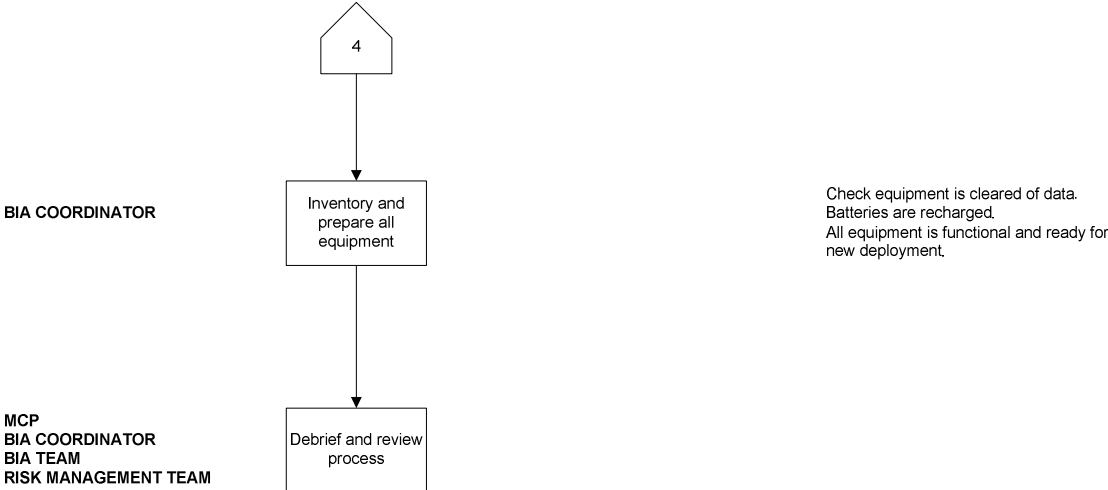 4
BIA COORDINATOR
Inventory and
prepare all
equipment
Check equipment is cleared of data.
Batteries are recharged.
All equipment is functional and ready for
new deployment.
MCP
BIA COORDINATOR
BIA TEAM
RISK MANAGEMENT TEAM
Debrief and review
process